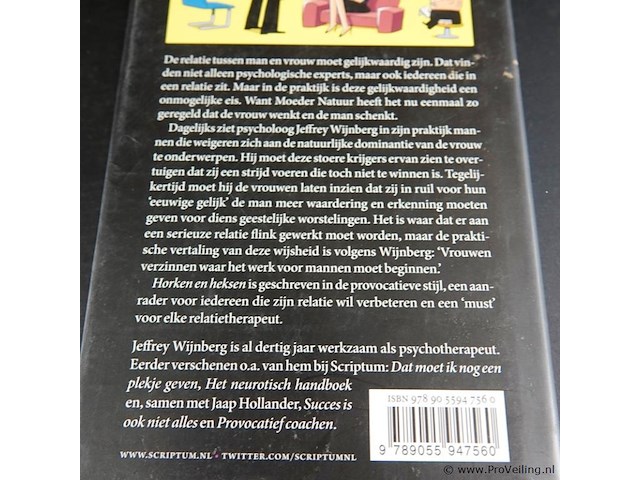 De relatie tussen man en vrouw moet gelijkwaardig zijn. Dat vin-
den niet alleen psychologische experts, maar ook iedereen die in
een relatie zit. Maar in de praktijk is deze gelijkwaardigheid een
onmogelijke eis. Want Moeder Natuur heeft het nu eenmaal zo
geregeld dat de vrouw wenkt en de man schenkt.
Dagelijks ziet psycholoog Jeffrey Wijnberg in zijn praktijk man-
nen die weigeren zich aan de natuurlijke dominantie van de vrouw
te onderwerpen. Hij moet deze stoere krijgers ervan zien te over-
tuigen dat zij een strijd voeren die toch niet te winnen is. Tegelij-
kertijd moet hij de vrouwen laten inzien dat zij in ruil voor hun
‘eeuwige gelijk’ de man meer waardering en erkenning moeten
geven voor diens geestelijke worstelingen. Het is waar dat er aan
een serieuze relatie flink gewerkt moet worden, maar de prakti-
sche vertaling van deze wijsheid is volgens Wijnberg: ‘Vrouwen
verzinnen waar het werk voor mannen moet beginnen.’
Horken en heksen is geschreven in de provocatieve stijl, een aan-
rader voor iedereen die zijn relatie wil verbeteren en een ‘must’
voor elke relatietherapeut.
Jeffrey Wijnberg is al dertig jaar werkzaam als psychotherapeut.
Eerder verschenen o.a. van hem bij Scriptum: Dat moet ik nog een
plekje geven, Het neurotisch handboek
en, samen met Jaap Hollander, Succes is
ook niet alles en Provocatief coachen.
WWW.SCRIPTUM.NL • TWITTER.COM/SCRIPTUMNL
ISBN 978 90 5594 756 0
9 789055 947560
© www.ProVeiling.nl